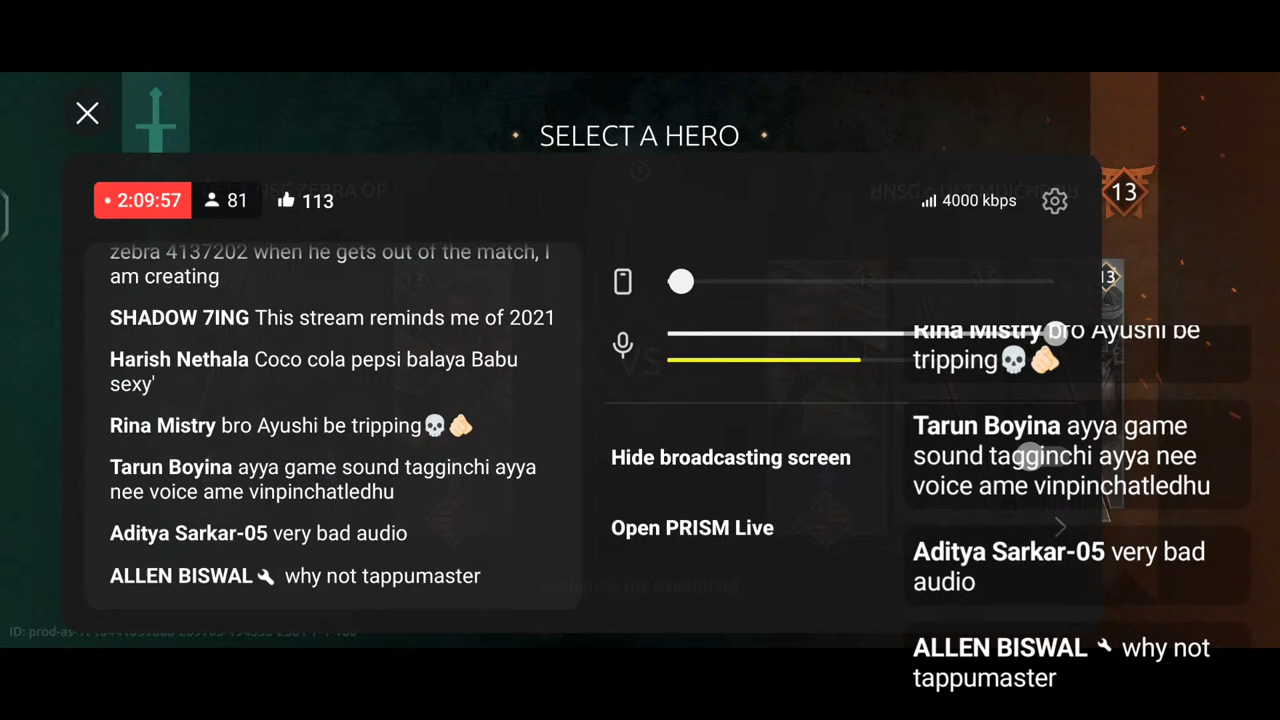 SELECT A HERO
2:09:57 81 113
4000 kbps
13
zebra 4137202 when he gets out of the match, I
am creating
SHADOW 7ING This stream reminds me of 2021
Harish Nethala Coco cola pepsi balaya Babu
sexy'
Rina Mistry bro Ayushi be tripping💀🫵🏻
Tarun Boyina ayya game sound tagginchi ayya
nee voice ame vinpinchatledhu
Aditya Sarkar-05 very bad audio
ALLEN BISWAL🔧 why not tappumaster
13
VS
Hide broadcasting screen
Open PRISM Live
Rina Mistry bro Ayushi be
tripping💀🫵🏻
Tarun Boyina ayya game
sound tagginchi ayya nee
voice ame vinpinchatledhu
Aditya Sarkar-05 very bad
audio
ALLEN BISWAL🔧 why not
tappumaster